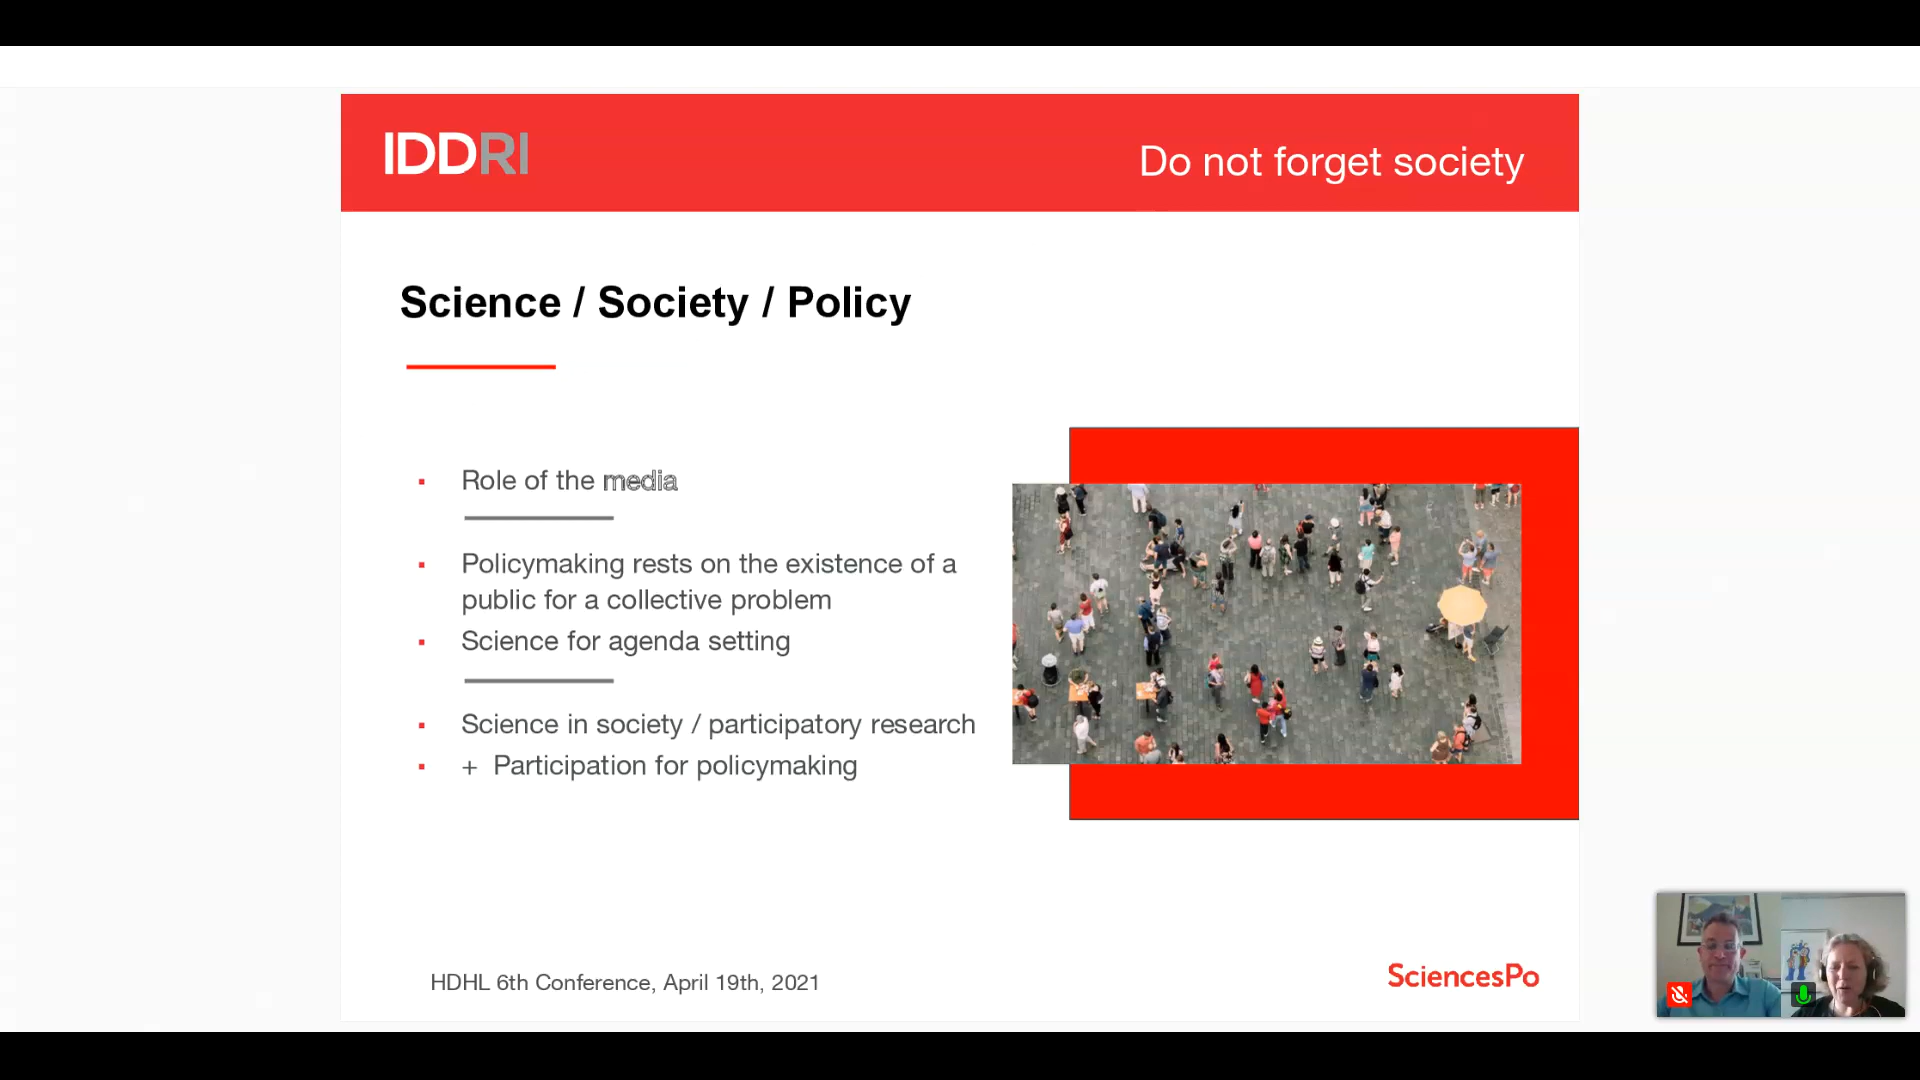 IDDRI
Do not forget society
Science / Society / Policy
Role of the media
Policymaking rests on the existence of a
public for a collective problem
Science for agenda setting
Science in society / participatory research
+ Participation for policymaking
HDHL 6th Conference, April 19th, 2021
SciencesPo